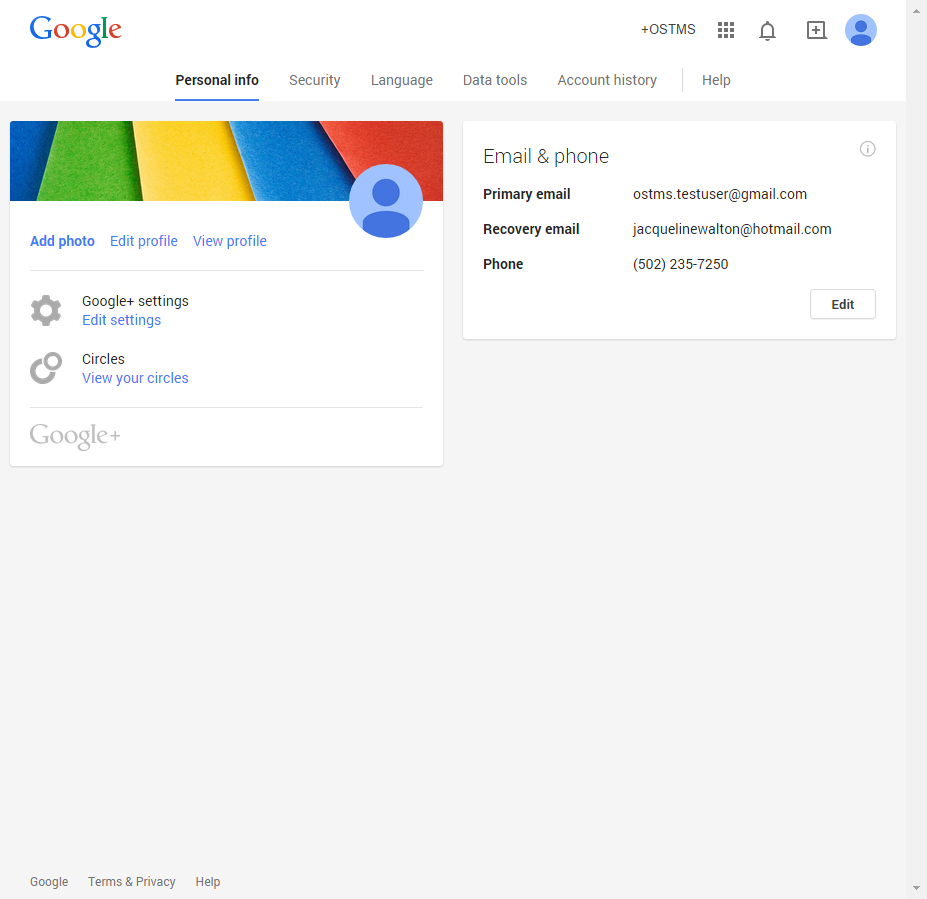 Google
+OSTMS
Personal info Security Language Data tools Account history Help
Add photo Edit profile View profile
Google+ settings
Edit settings
Circles
View your circles
Google+
Email & phone
Primary email ostms.testuser@gmail.com
Recovery email jacquelinewalton@hotmail.com
Phone (502) 235-7250
Edit
Google Terms & Privacy Help